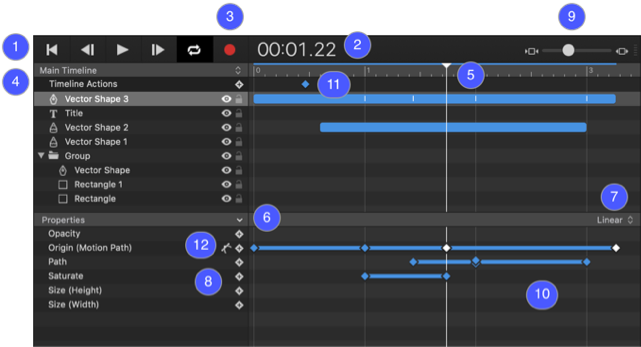 3
9
1
00:01.22
2
4
Main Timeline
0
1
5
3
Timeline Actions
11
Vector Shape 3
T Title
Vector Shape 2
Vector Shape 1
Group
Vector Shape
Rectangle 1
7
Rectangle
6
Properties
Linear
Opacity
12
Origin (Motion Path)
Path
Saturate
8
Size (Height)
10
Size (Width)